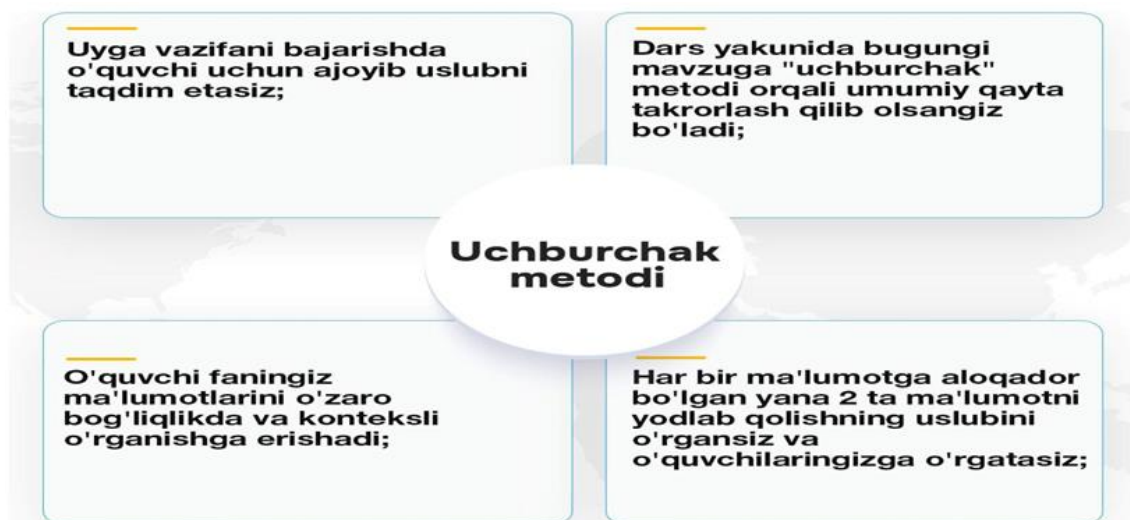 Uyga vazifani bajarishda
o'quvchi uchun ajoyib uslubni
taqdim etasiz;
Dars yakunida bugungi
mavzuga "uchburchak"
metodi orqali umumiy qayta
takrorlash qilib olsangiz
bo'ladi;
Uchburchak
metodi
O'quvchi faningiz
ma'lumotlarini o'zaro
bog'liqlikda va konteksli
o'rganishga erishadi;
Har bir ma'lumotga aloqador
bo'lgan yana 2 ta ma'lumotni
yodlab qolishning uslubini
o'rgansiz va
o'quvchilaringizga o'rgatasiz;